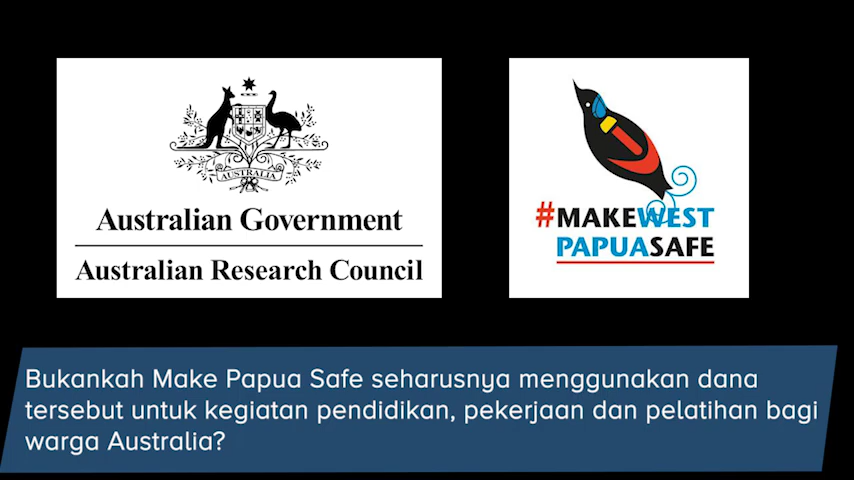 AUSTRALIA
Australian Government
Australian Research Council
#MAKEWEST
PAPUASAFE
Bukankah Make Papua Safe seharusnya menggunakan dana
tersebut untuk kegiatan pendidikan, pekerjaan dan pelatihan bagi
warga Australia?